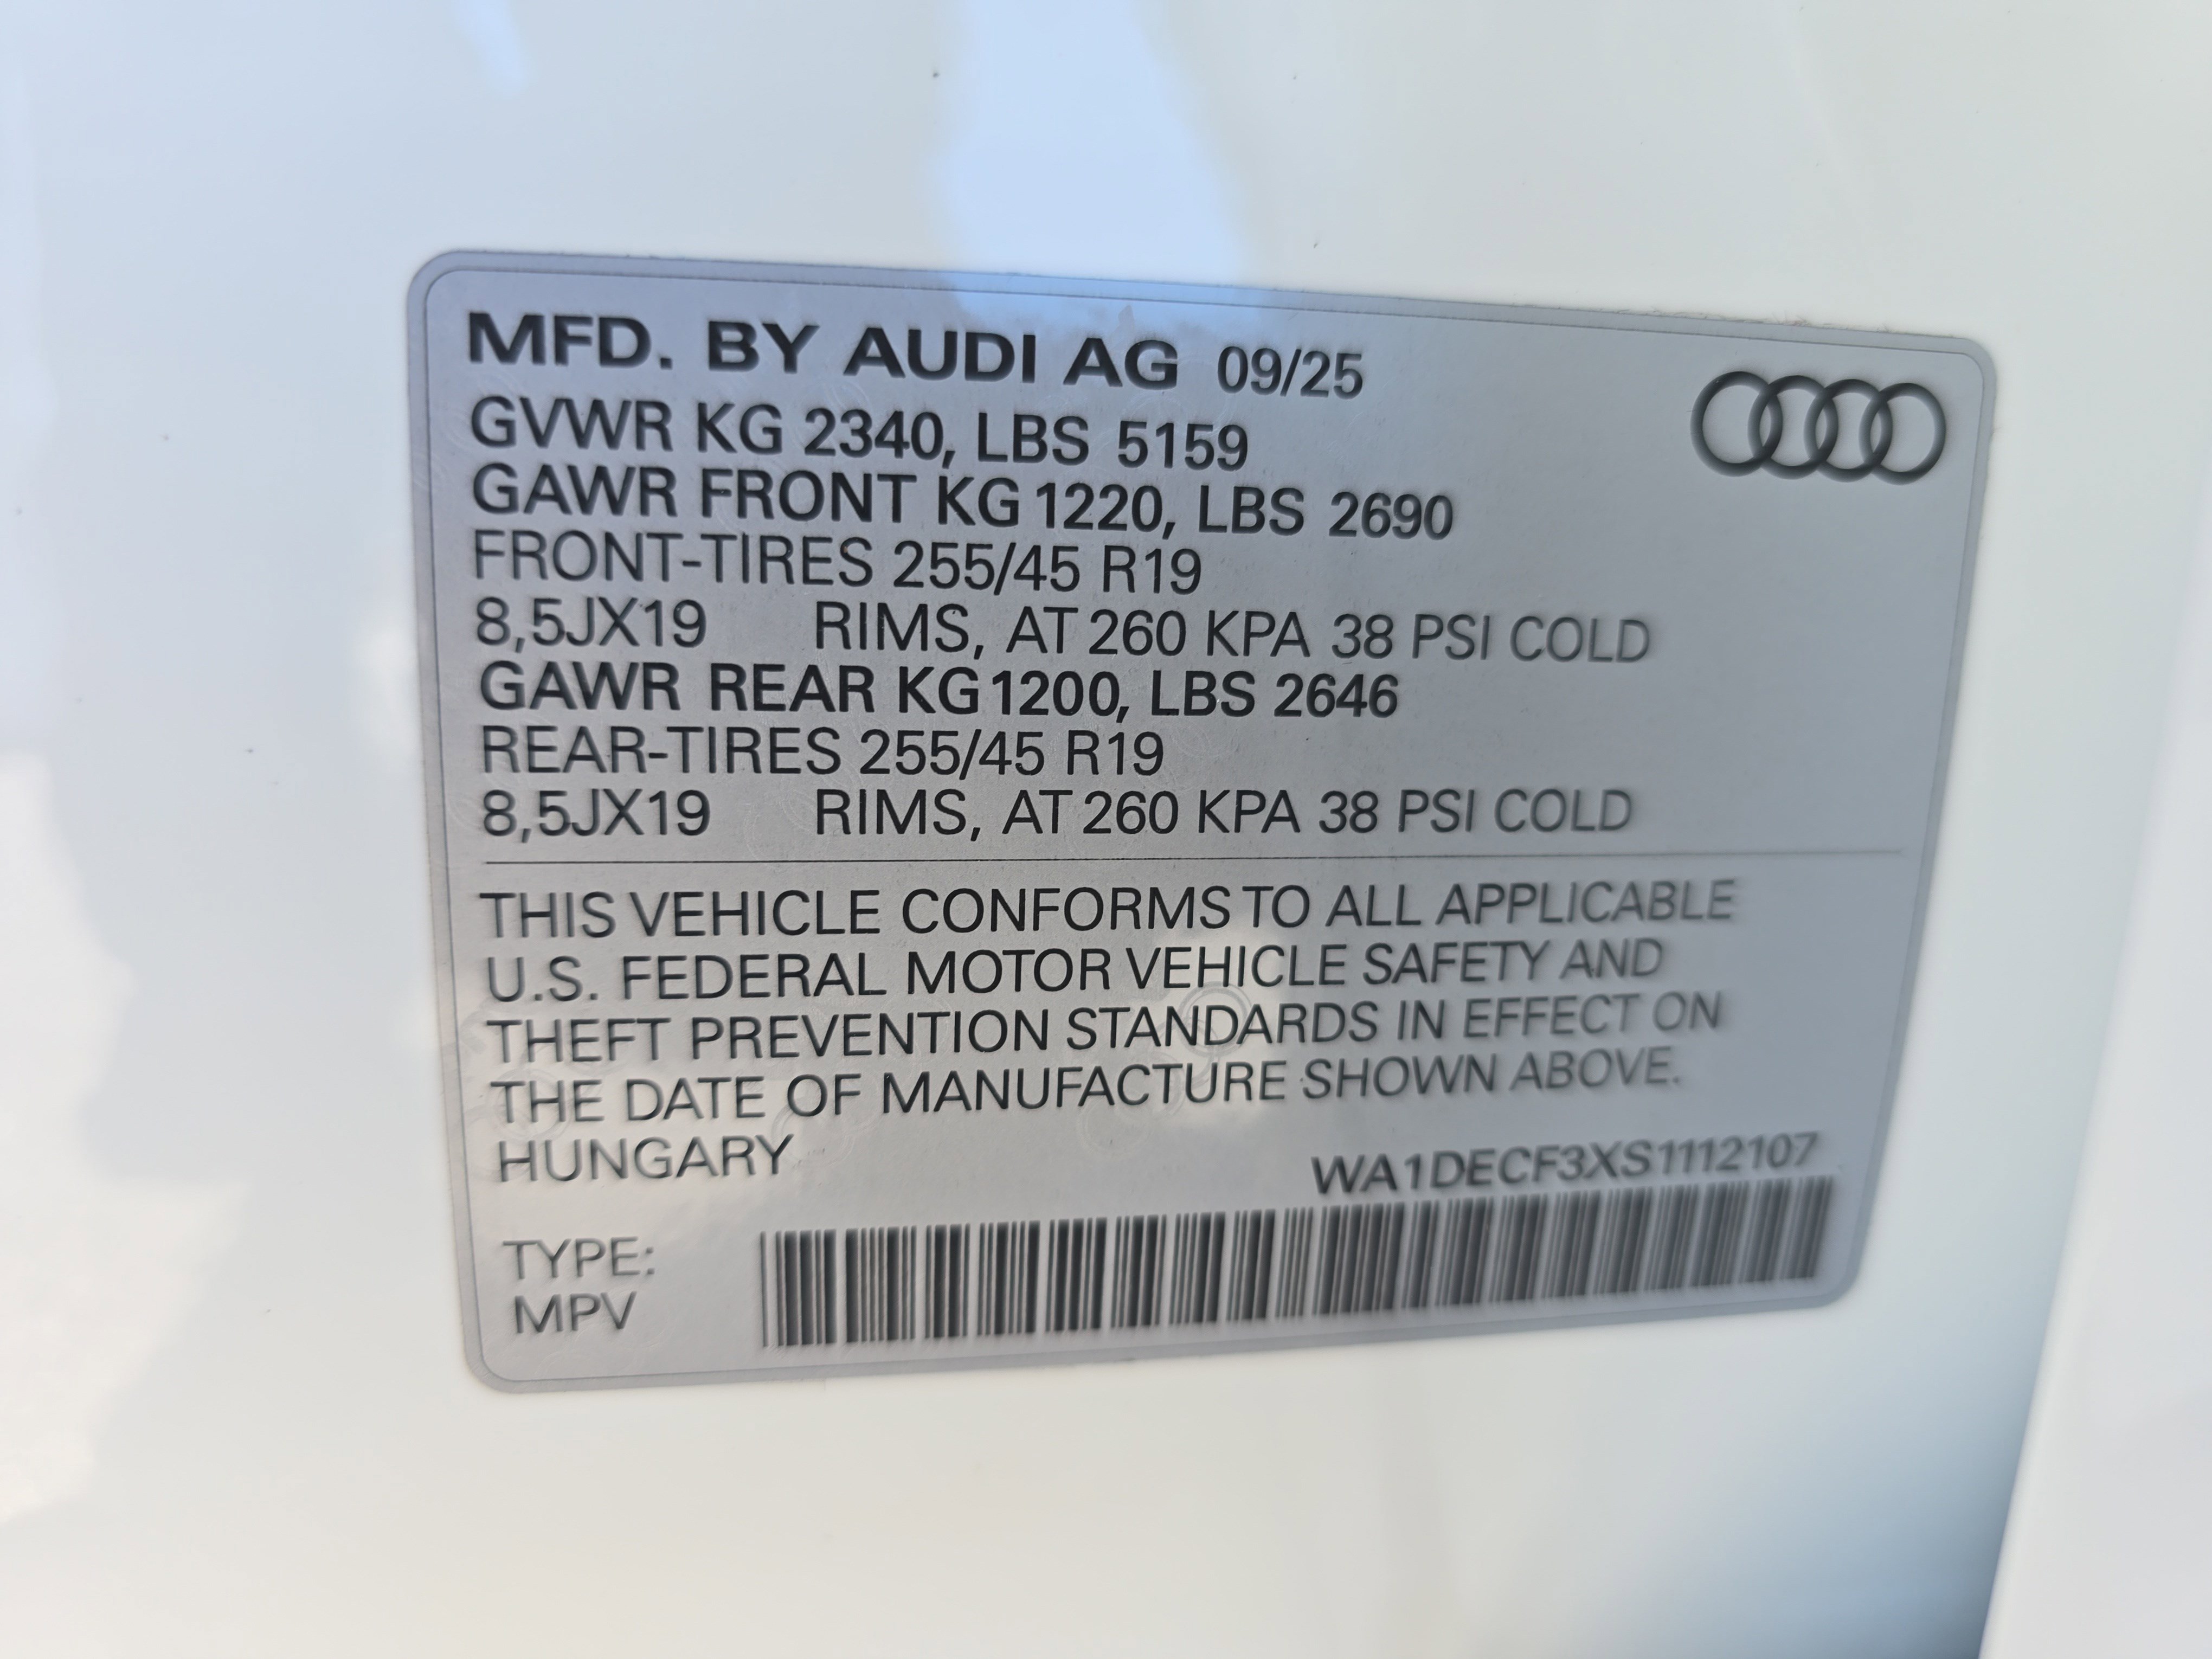 MFD. BY AUDI AG 09/25
GVWR KG 2340, LBS 5159
GAWR FRONT KG 1220, LBS 2690
FRONT-TIRES 255/45 R19
8,5JX19 RIMS, AT 260 KPA 38 PSI COLD
GAWR REAR KG 1200, LBS 2646
REAR-TIRES 255/45 R19
8,5JX19 RIMS, AT 260 KPA 38 PSI COLD
THIS VEHICLE CONFORMS TO ALL APPLICABLE
U.S. FEDERAL MOTOR VEHICLE SAFETY AND
THEFT PREVENTION STANDARDS IN EFFECT ON
THE DATE OF MANUFACTURE SHOWN ABOVE.
HUNGARY
WA1DECF3XS1112107
TYPE:
MPV